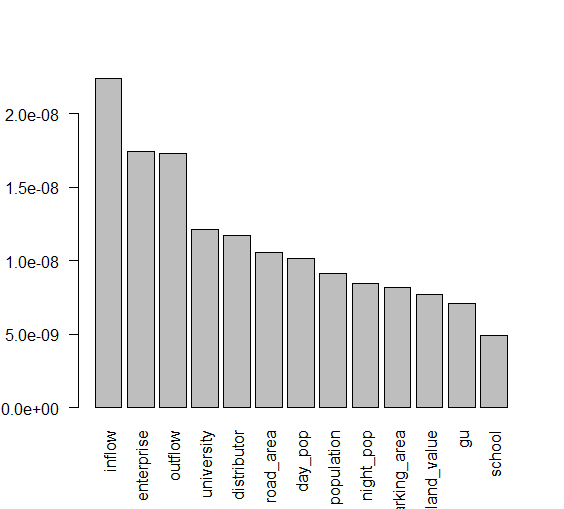 2.0e-08
1.5e-08
1.0e-08
5.0e-09
0.0e+00
inflow
enterprise
outflow
university
distributor
road_area
day_pop
population
night_pop
arking_area
land_value
gu
school